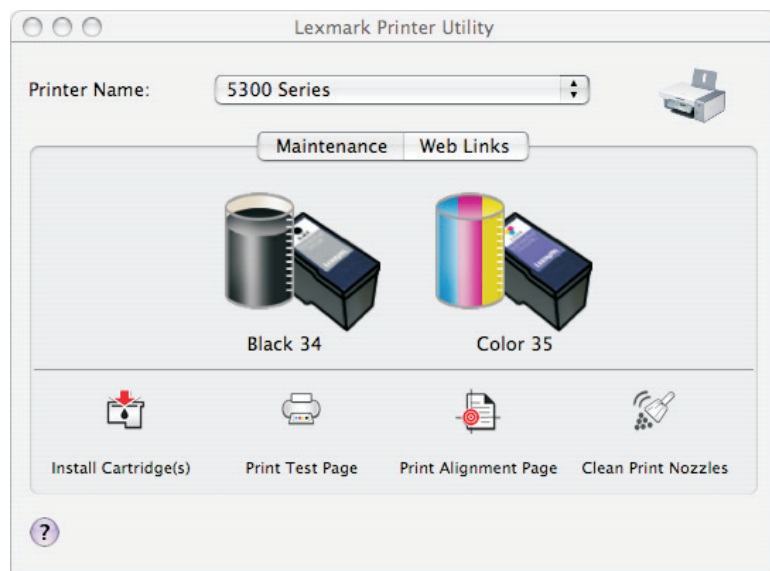 Lexmark Printer Utility
Printer Name:
5300 Series
Maintenance
Web Links
Black 34
Color 35
Install Cartridge(s)
Print Test Page
Print Alignment Page
Clean Print Nozzles
?